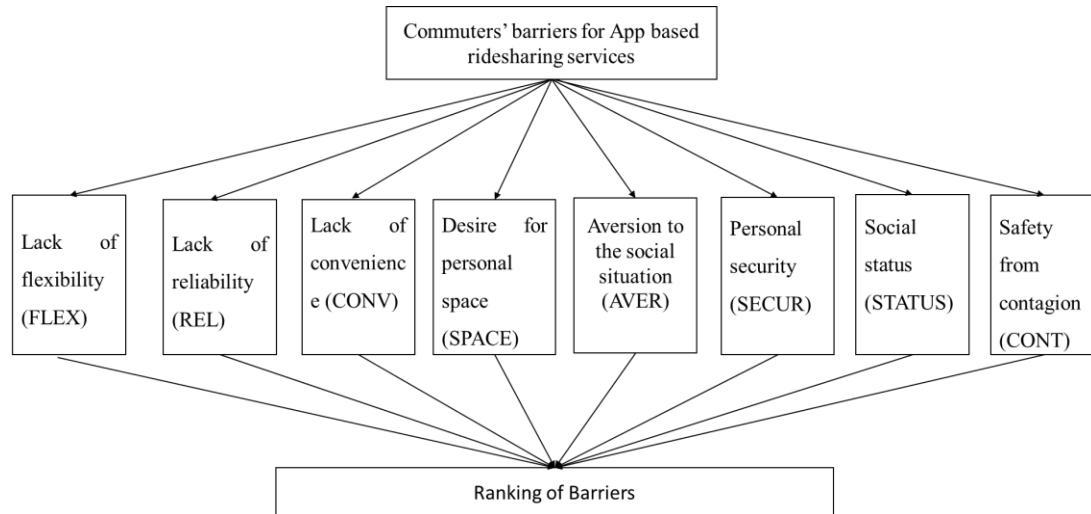 Commuters’ barriers for App based
ridesharing services
Lack of
flexibility
(FLEX)
Lack of
reliability
(REL)
Lack of
convenienc
e (CONV)
Desire for
personal
space
(SPACE)
Aversion to
the social
situation
(AVER)
Personal
security
(SECUR)
Social
status
(STATUS)
Safety
from
contagion
(CONT)
Ranking of Barriers